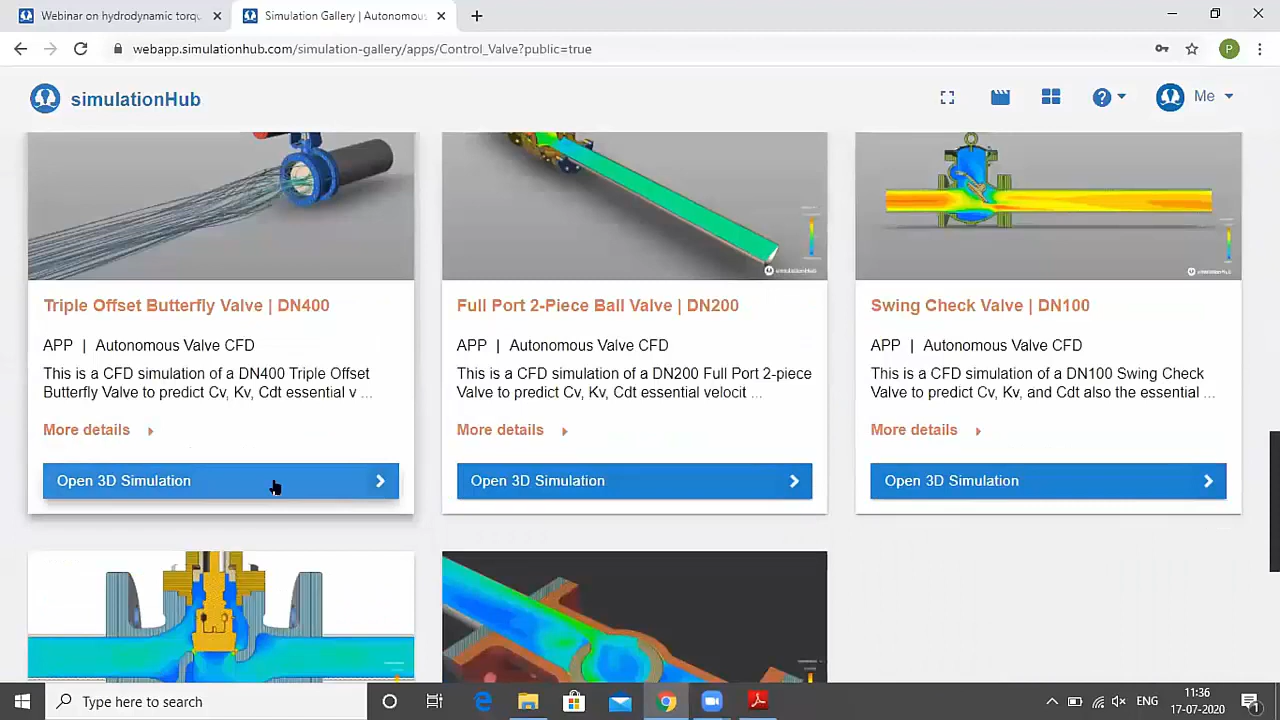 Webinar on hydrodynamic torqu
Simulation Gallery | Autonomous
webapp.simulationhub.com/simulation-gallery/apps/Control_Valve?public=true
P
simulationHub
Me
simulationHub
simulationHub
Triple Offset Butterfly Valve | DN400
APP | Autonomous Valve CFD
This is a CFD simulation of a DN400 Triple Offset
Butterfly Valve to predict Cv, Kv, Cdt essential v ...
More details
Open 3D Simulation
Full Port 2-Piece Ball Valve | DN200
APP | Autonomous Valve CFD
This is a CFD simulation of a DN200 Full Port 2-piece
Valve to predict Cv, Kv, Cdt essential velocit ...
More details
Open 3D Simulation
Swing Check Valve | DN100
APP | Autonomous Valve CFD
This is a CFD simulation of a DN100 Swing Check
Valve to predict Cv, Kv, and Cdt also the essential ...
More details
Open 3D Simulation
Type here to search
ENG
11:36
17-07-2020
1